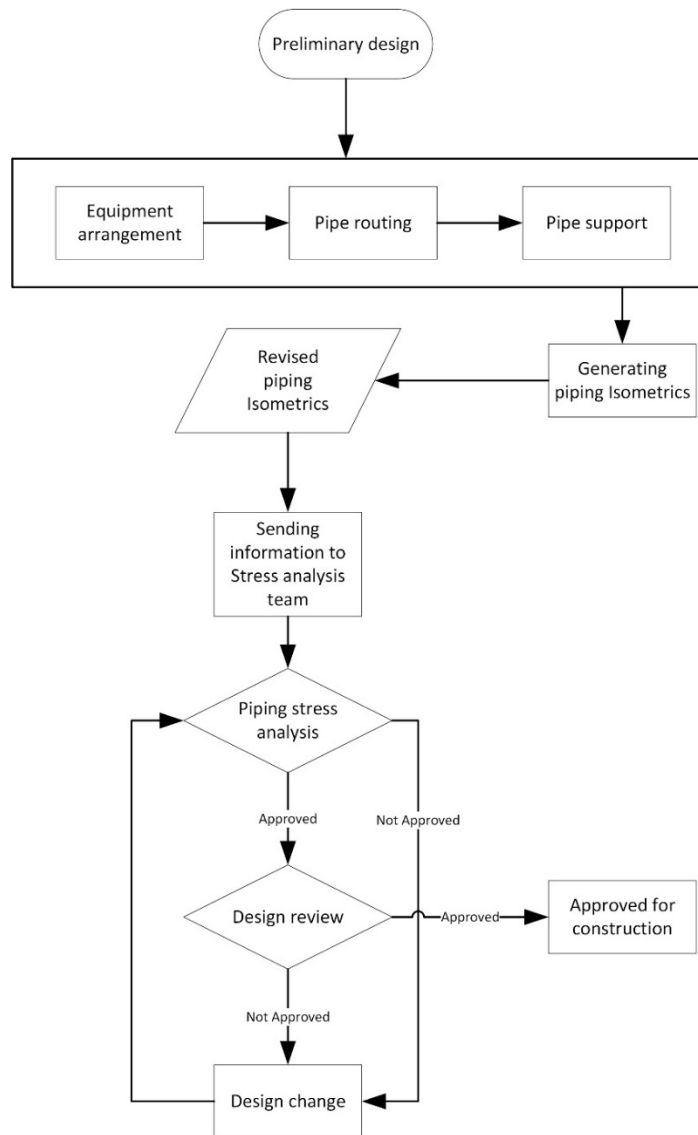 Preliminary design
Equipment
arrangement
Pipe routing
Pipe support
Revised
piping
Isometrics
Generating
piping Isometrics
Sending
information to
Stress analysis
team
Piping stress
analysis
Approved
Not Approved
Design review
Approved
Approved for
construction
Not Approved
Design change